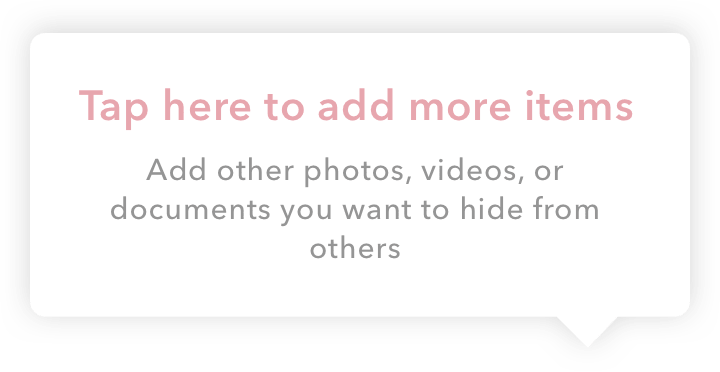 Tap here to add more items
Add other photos, videos, or
documents you want to hide from
others